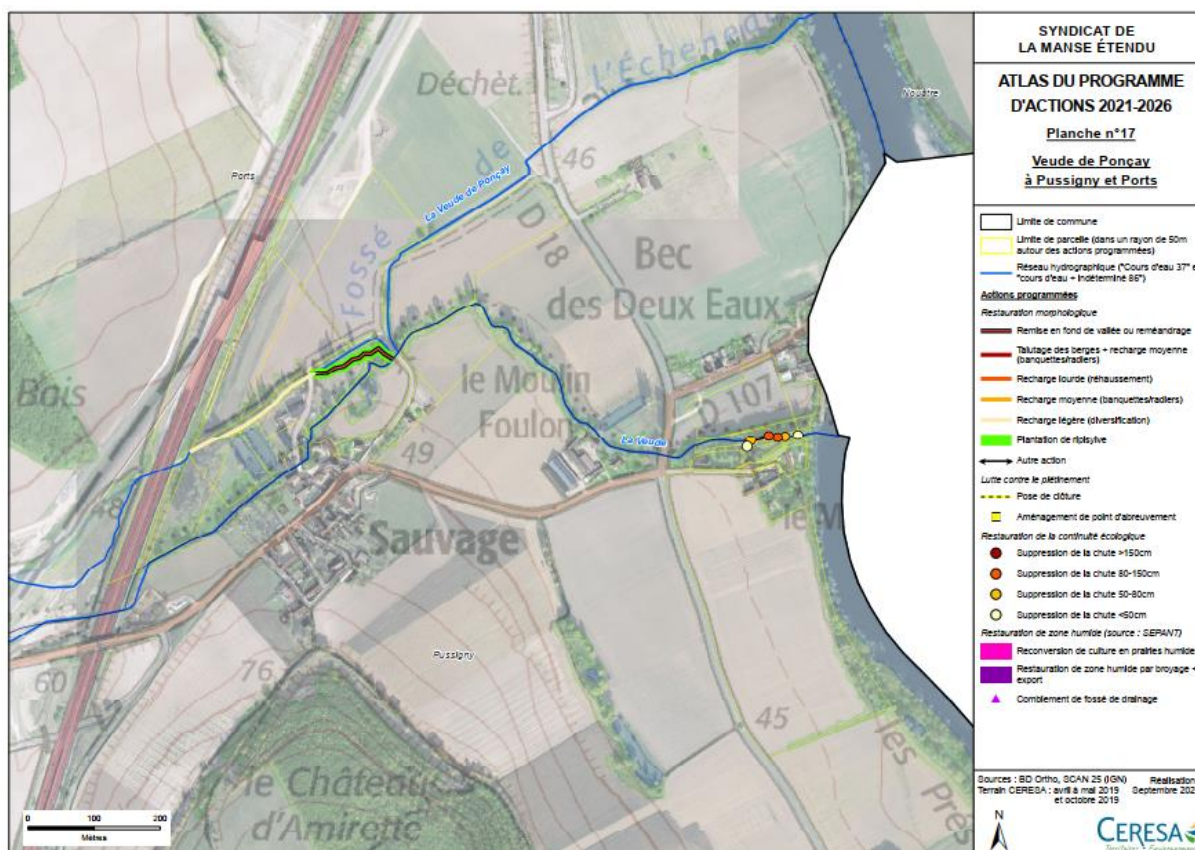 Déchèt.
l'Écheneau
Nouâtre
46
Ports
La Veude de Ponçay
Fossé de
D 18
Bec
des Deux Eaux
Bois
le Moulin
Foulon
D 107
La Veude
48
49
Sauvage
le M
Pussigny
76
60
45
les Prés
le Château
d'Amirette
0 100 200
Mètres
SYNDICAT DE
LA MANSE ÉTENDU
ATLAS DU PROGRAMME
D'ACTIONS 2021-2026
Planche n°17
Veude de Ponçay
à Pussigny et Ports
Limite de commune
Limite de parcelle (dans un rayon de 50m
autour des actions programmées)
Réseau hydrographique ("Cours d'eau 37" e
"cours d'eau + indéterminé 86")
Actions programmées
Restauration morphologique
Remise en fond de vallée ou reméandrage
Talutage des berges + recharge moyenne
(banquettes/radiers)
Recharge lourde (réhaussement)
Recharge moyenne (banquettes/radiers)
Recharge légère (diversification)
Plantation de ripisylve
Autre action
Lutte contre le piétinement
Pose de clôture
Aménagement de point d'abreuvement
Restauration de la continuité écologique
Suppression de la chute >150cm
Suppression de la chute 80-150cm
Suppression de la chute 50-80cm
Suppression de la chute <50cm
Restauration de zone humide (source : SEPANT)
Reconversion de culture en prairies humide
Restauration de zone humide par broyage +
export
Comblement de fossé de drainage
Sources : BD Ortho, SCAN 25 (IGN)
Terrain CERESA : avril à mai 2019
et octobre 2019
Réalisation
Septembre 202
N
CERESA